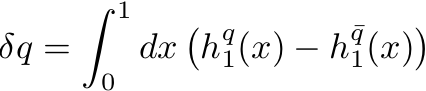 δq = ∫₀¹ dx (h₁^q(x) − h₁^q̄(x))